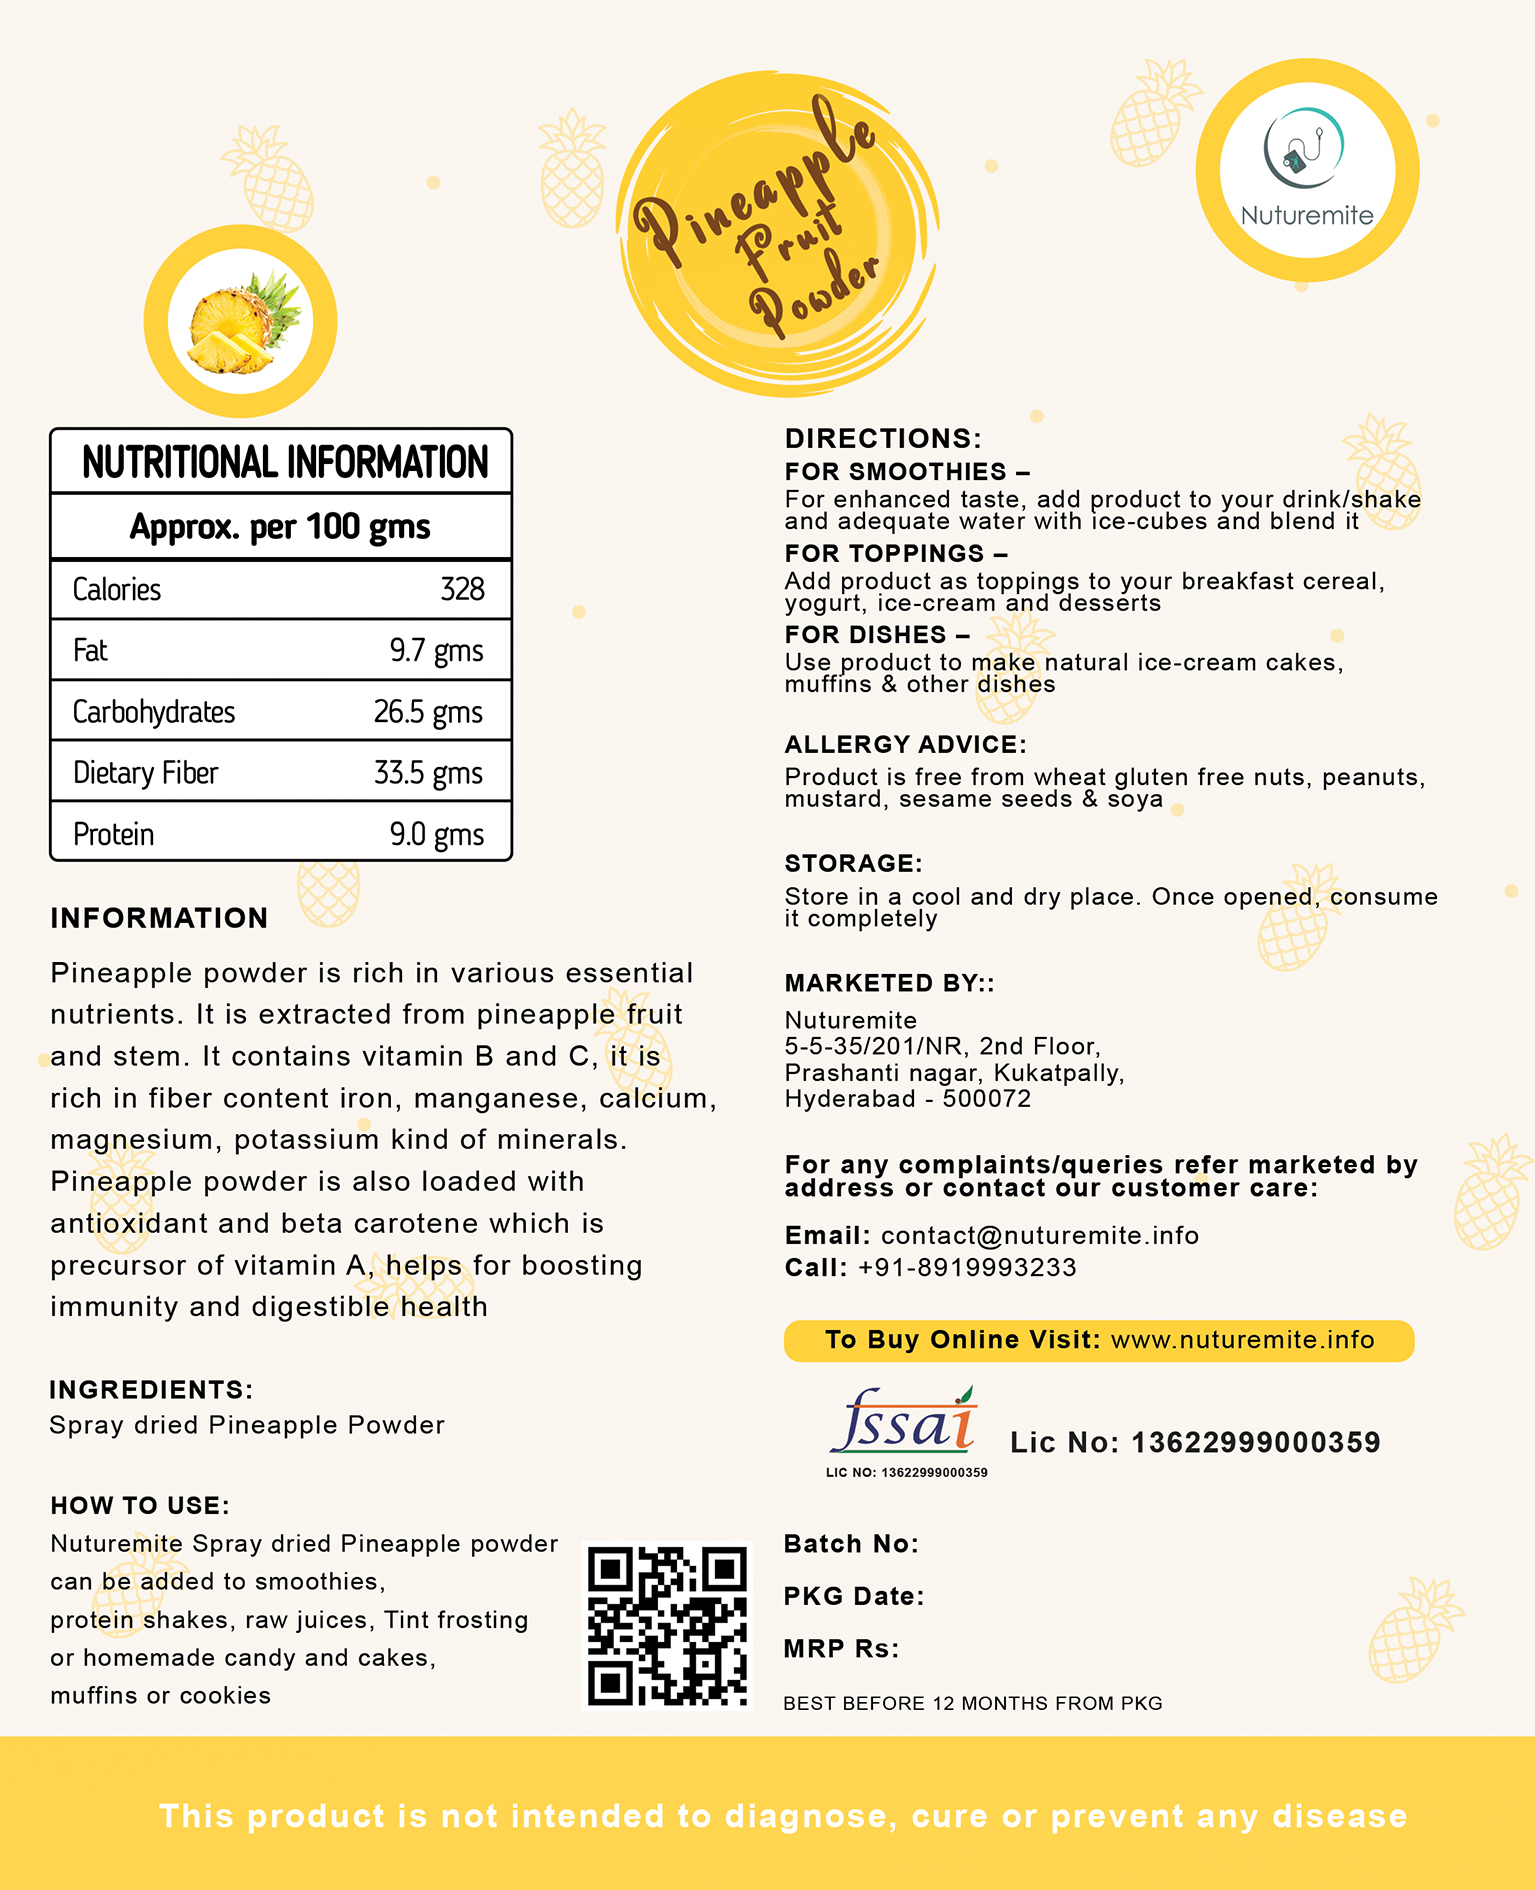 Pineapple
Fruit
Powder
Nuturemite
NUTRITIONAL INFORMATION
Approx. per 100 gms
Calories 328
Fat 9.7 gms
Carbohydrates 26.5 gms
Dietary Fiber 33.5 gms
Protein 9.0 gms
INFORMATION
Pineapple powder is rich in various essential
nutrients. It is extracted from pineapple fruit
and stem. It contains vitamin B and C, it is
rich in fiber content iron, manganese, calcium,
magnesium, potassium kind of minerals.
Pineapple powder is also loaded with
antioxidant and beta carotene which is
precursor of vitamin A, helps for boosting
immunity and digestible health
INGREDIENTS:
Spray dried Pineapple Powder
HOW TO USE:
Nuturemite Spray dried Pineapple powder
can be added to smoothies,
protein shakes, raw juices, Tint frosting
or homemade candy and cakes,
muffins or cookies
DIRECTIONS:
FOR SMOOTHIES –
For enhanced taste, add product to your drink/shake
and adequate water with ice-cubes and blend it
FOR TOPPINGS –
Add product as toppings to your breakfast cereal,
yogurt, ice-cream and desserts
FOR DISHES –
Use product to make natural ice-cream cakes,
muffins & other dishes
ALLERGY ADVICE:
Product is free from wheat gluten free nuts, peanuts,
mustard, sesame seeds & soya
STORAGE:
Store in a cool and dry place. Once opened, consume
it completely
MARKETED BY::
Nuturemite
5-5-35/201/NR, 2nd Floor,
Prashanti nagar, Kukatpally,
Hyderabad - 500072
For any complaints/queries refer marketed by
address or contact our customer care:
Email: contact@nuturemite.info
Call: +91-8919993233
To Buy Online Visit: www.nuturemite.info
fssai
LIC NO: 13622999000359
Lic No: 13622999000359
Batch No:
PKG Date:
MRP Rs:
BEST BEFORE 12 MONTHS FROM PKG
This product is not intended to diagnose, cure or prevent any disease